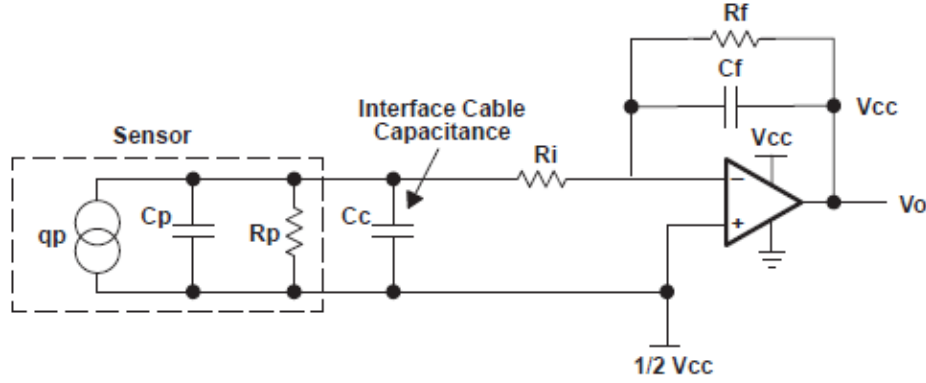 Rf
Cf
Interface Cable
Capacitance
Vcc
Sensor
Vcc
Ri
Cp
Cc
qp
Rp
−
+
Vo
1/2 Vcc